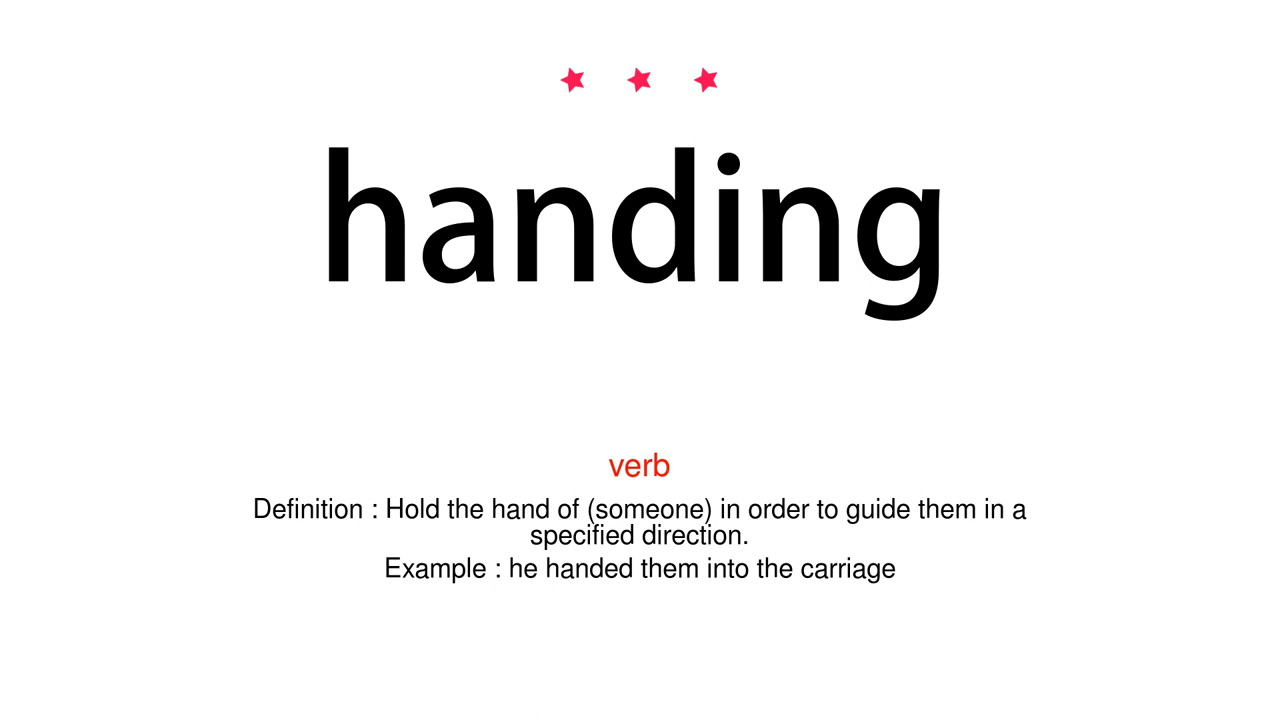 handing
verb
Definition : Hold the hand of (someone) in order to guide them in a
specified direction.
Example : he handed them into the carriage